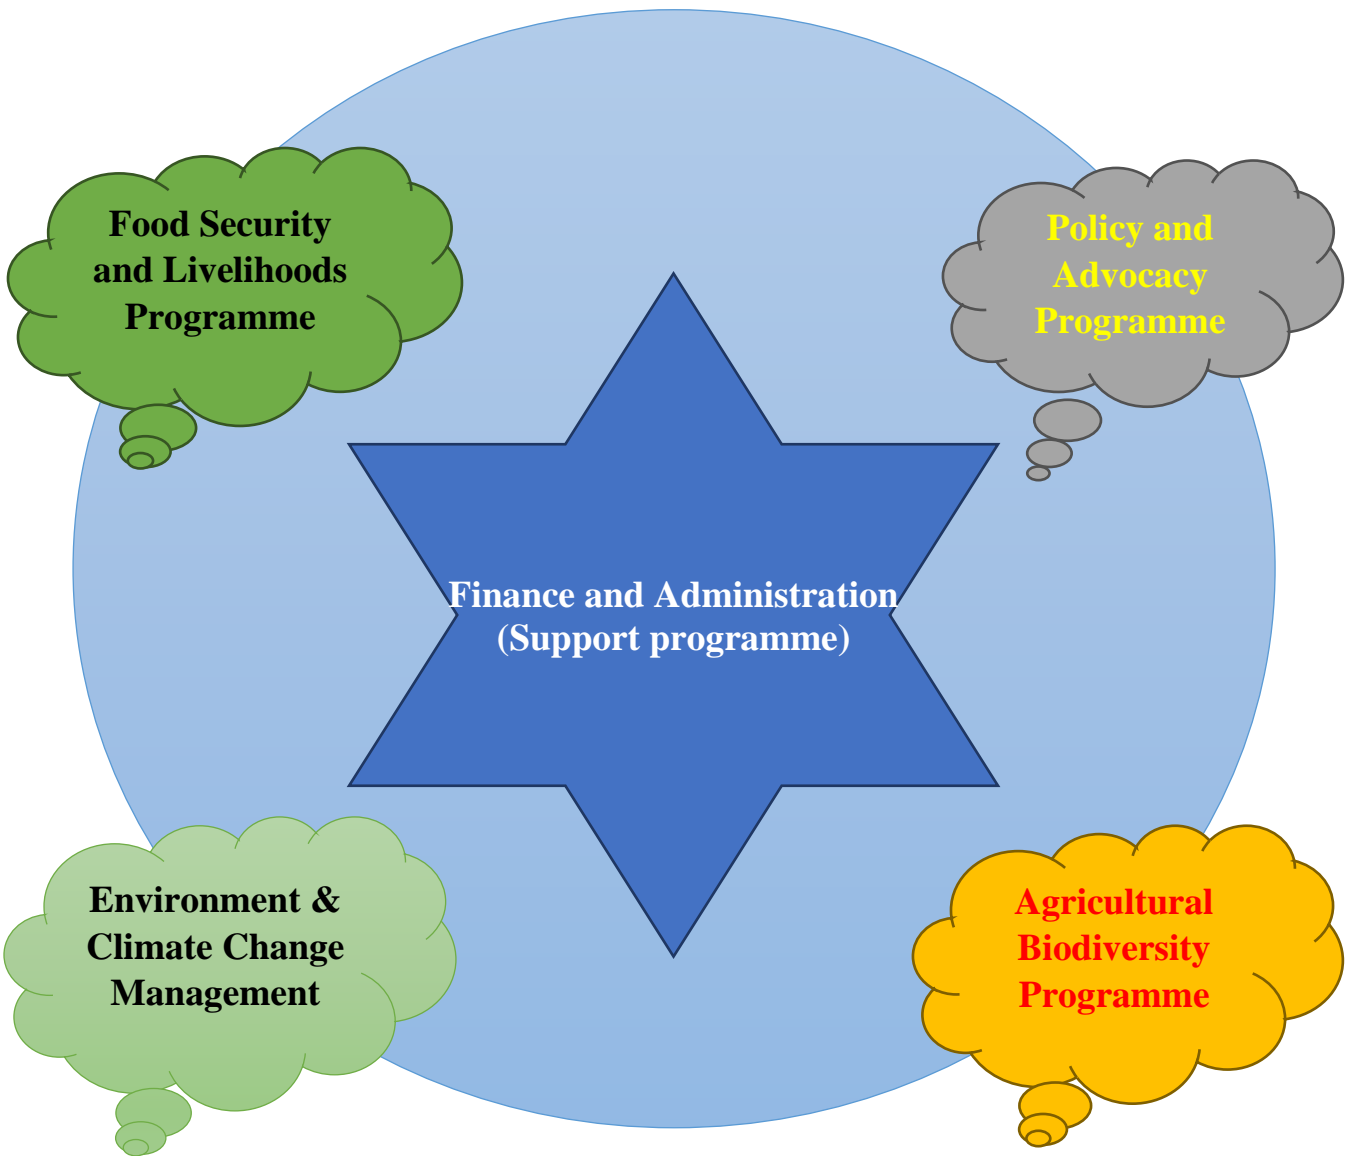 Food Security
and Livelihoods
Programme
Policy and
Advocacy
Programme
Finance and Administration
(Support programme)
Environment &
Climate Change
Management
Agricultural
Biodiversity
Programme